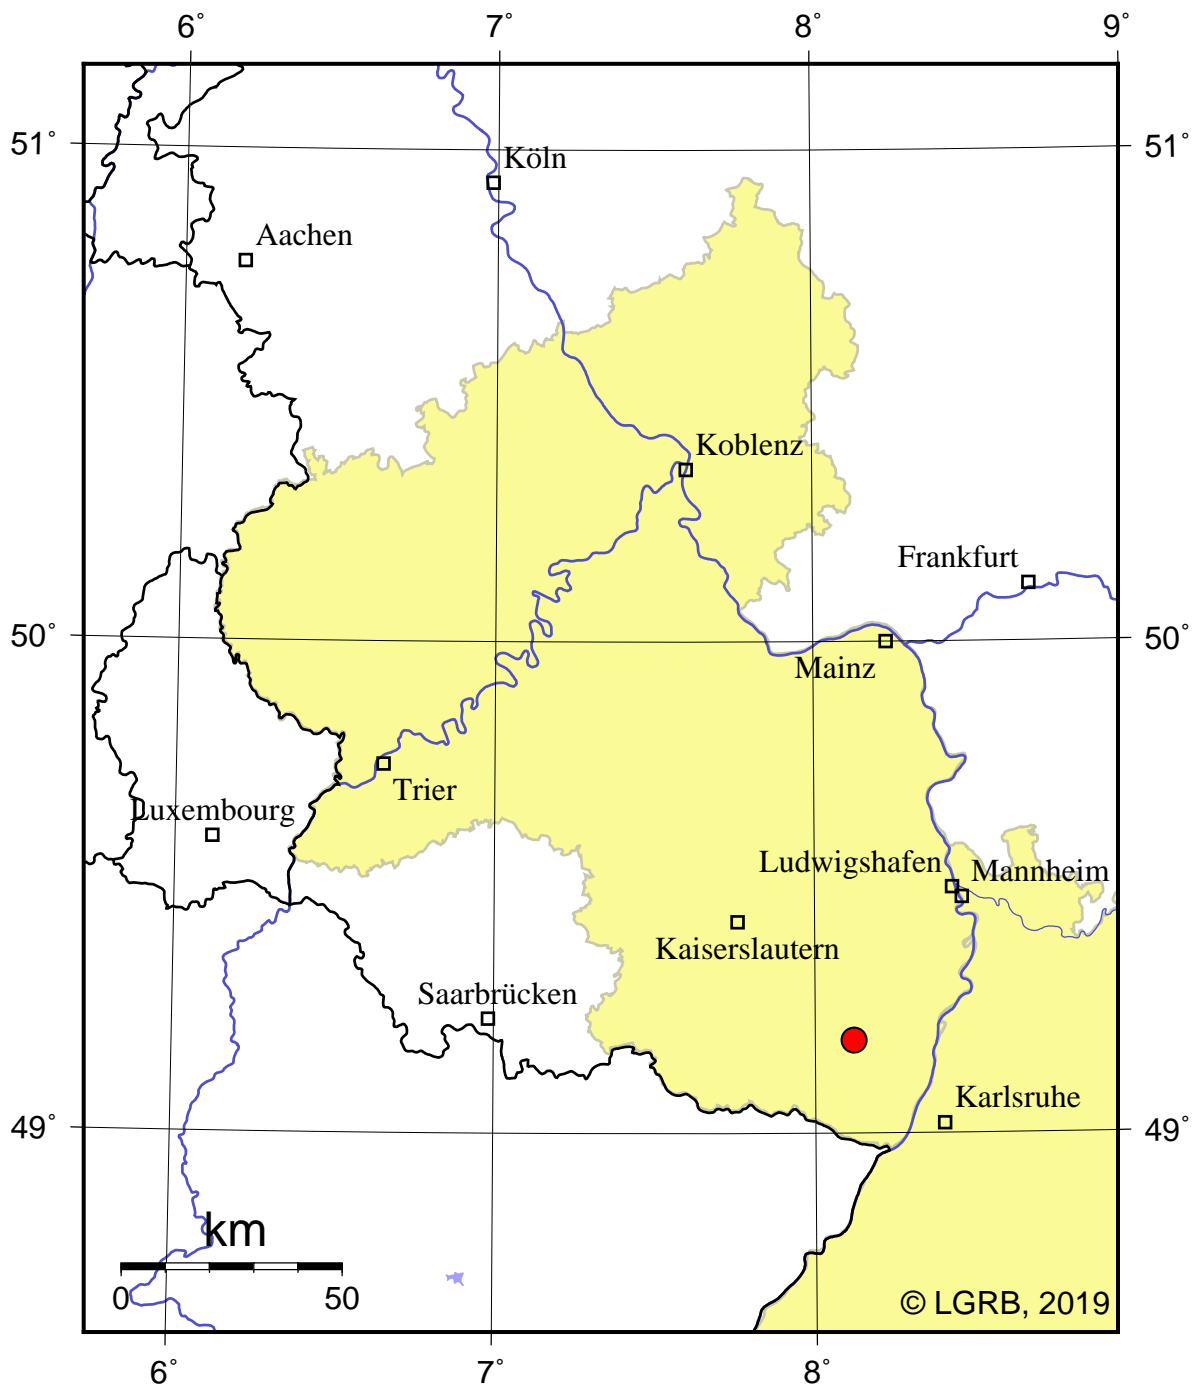 6° 7° 8° 9°
51° 51°
Köln
Aachen
Koblenz
Frankfurt
50° 50°
Mainz
Trier
Luxembourg
Ludwigshafen
Mannheim
Kaiserslautern
Saarbrücken
Karlsruhe
49° 49°
km
0 50
© LGRB, 2019
6° 7° 8°